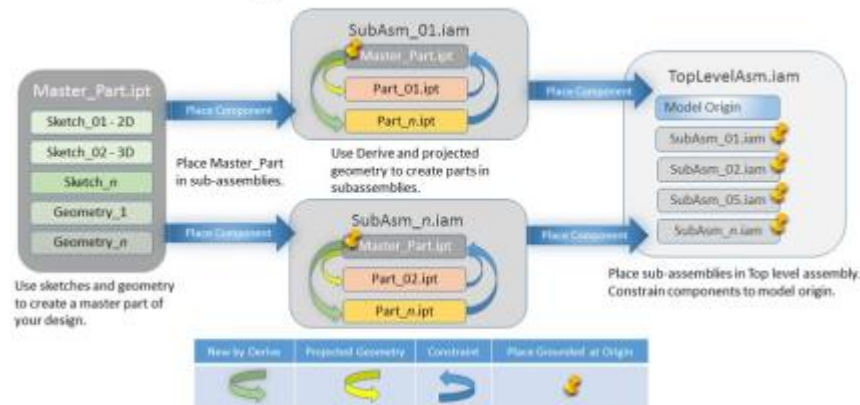 SubAsm_01.iam
Master_Part.ipt
Part_01.ipt
Part_n.ipt
Master_Part.ipt
Sketch_01 - 2D
Sketch_02 - 3D
Sketch_n
Geometry_1
Geometry_n
Place Component
Place Component
Place Master_Part
in sub-assemblies.
Use Derive and projected
geometry to create parts in
subassemblies.
SubAsm_n.iam
Master_Part.ipt
Part_02.ipt
Part_n.ipt
Place Component
Place Component
TopLevelAsm.iam
Model Origin
SubAsm_01.iam
SubAsm_02.iam
SubAsm_05.iam
SubAsm_n.iam
Use sketches and geometry
to create a master part of
your design.
Place sub-assemblies in Top level assembly.
Constrain components to model origin.
New by Derive
Projected Geometry
Constraint
Place Grounded at Origin